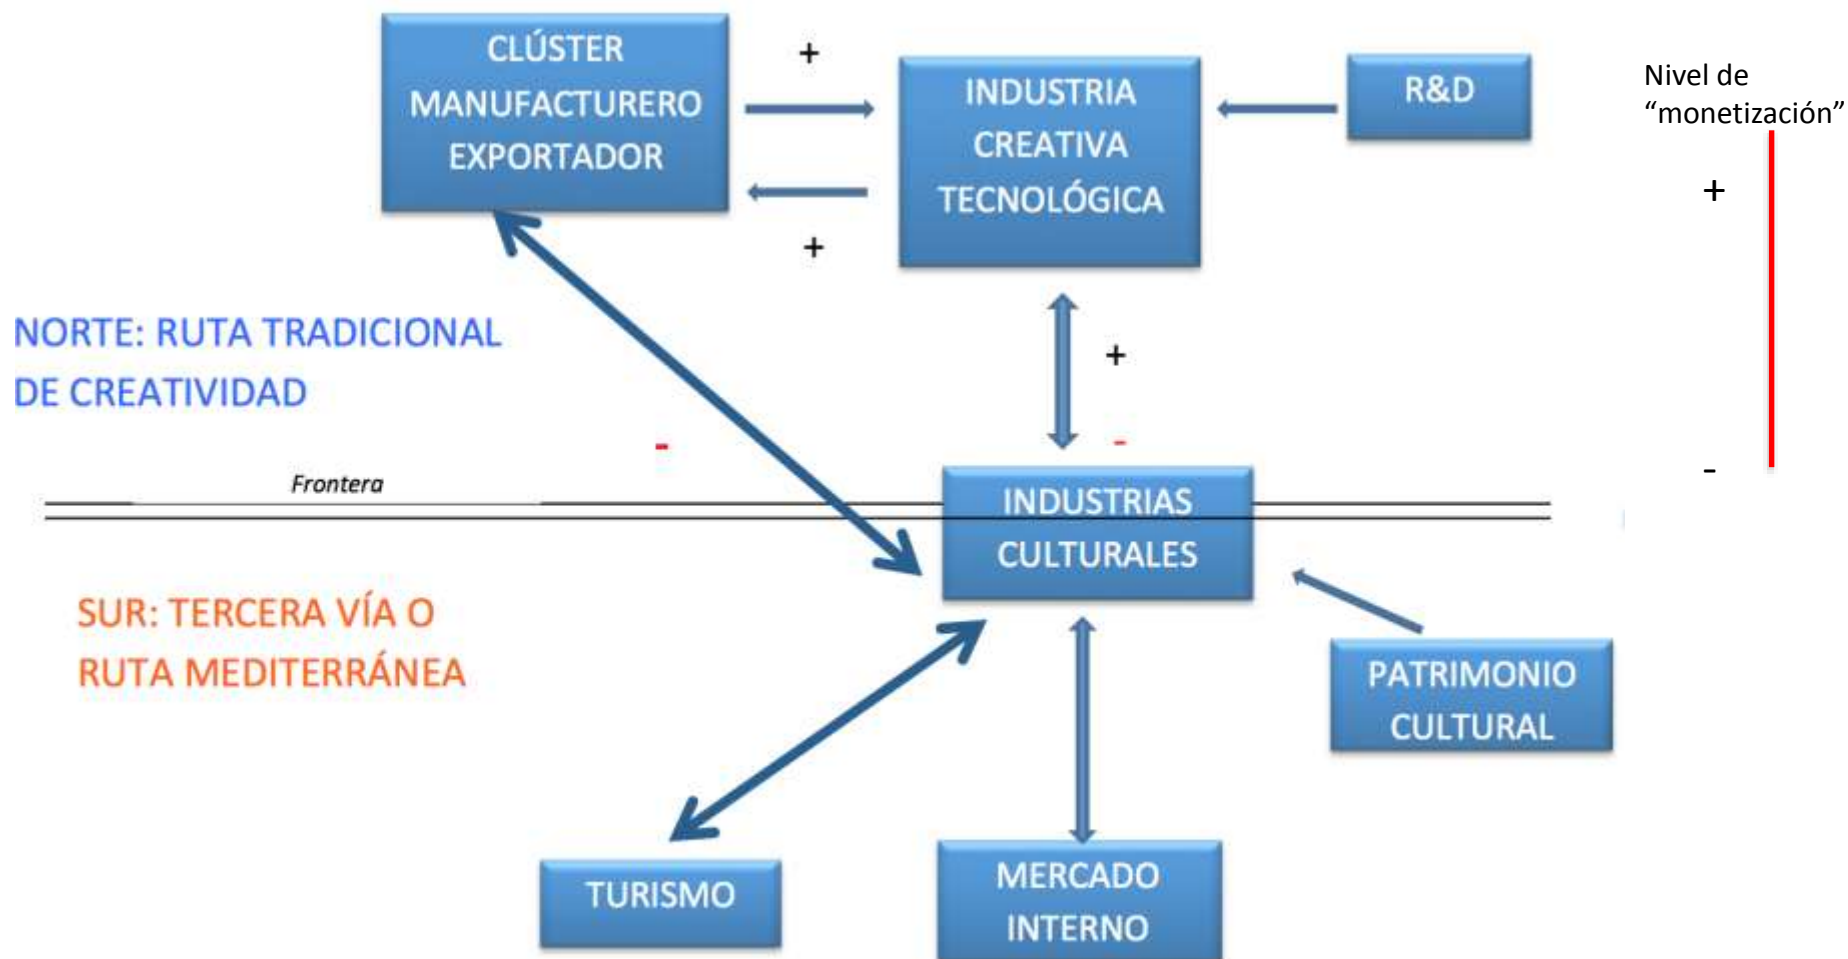 CLÚSTER
MANUFACTURERO
EXPORTADOR
+
+
INDUSTRIA
CREATIVA
TECNOLÓGICA
R&D
Nivel de
“monetización”
+
-
NORTE: RUTA TRADICIONAL
DE CREATIVIDAD
+
-
-
Frontera
INDUSTRIAS
CULTURALES
SUR: TERCERA VÍA O
RUTA MEDITERRÁNEA
PATRIMONIO
CULTURAL
TURISMO
MERCADO
INTERNO